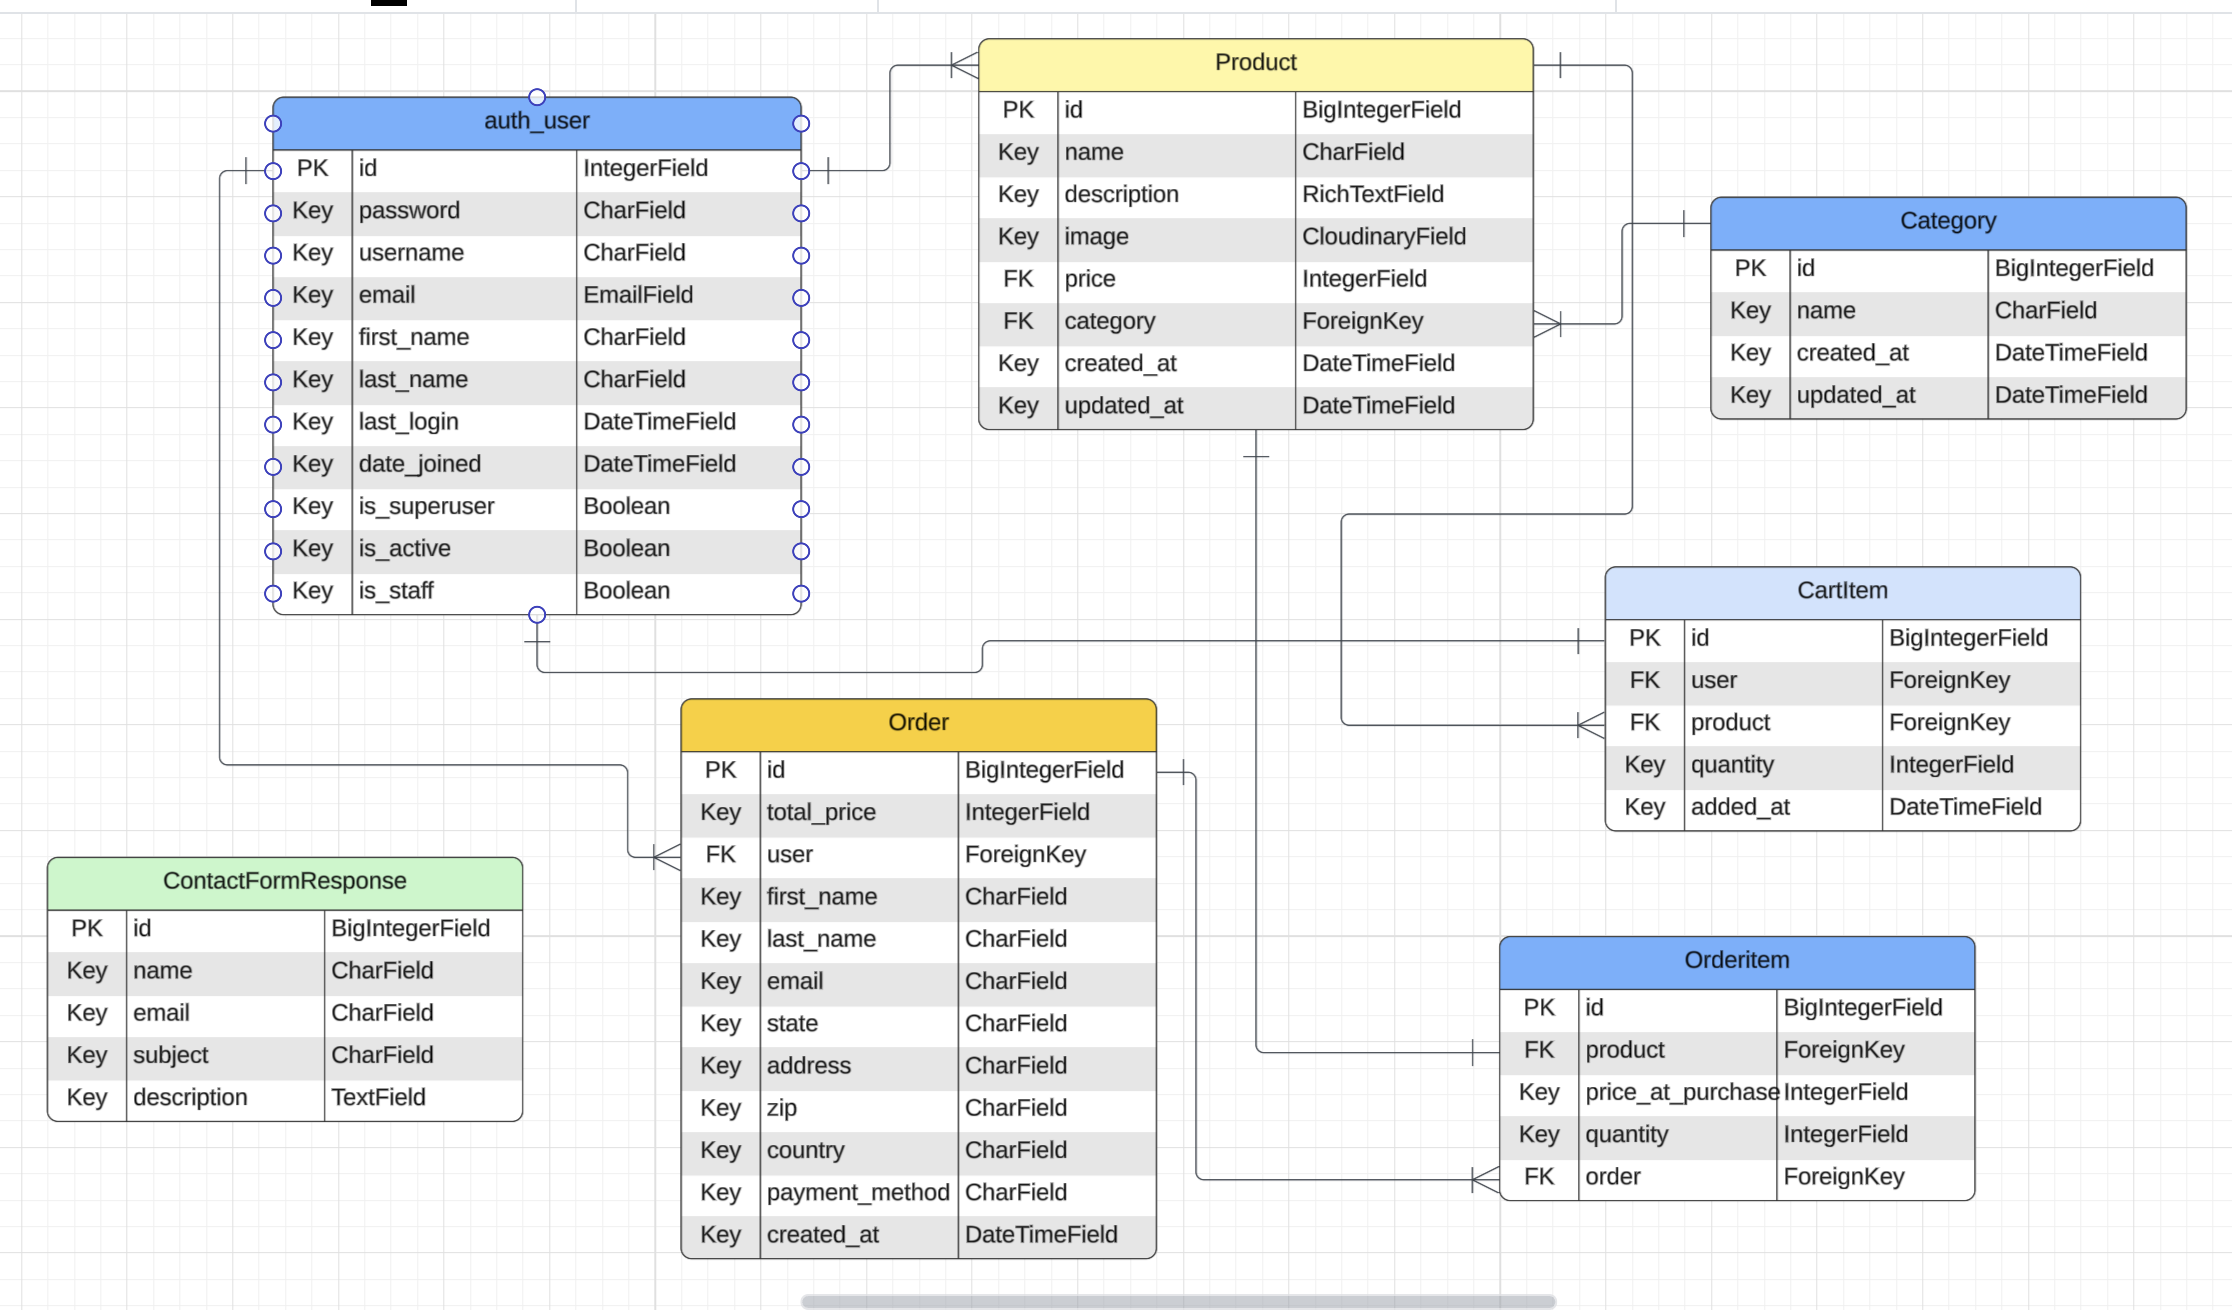 Product
PK id BigIntegerField
Key name CharField
Key description RichTextField
Key image CloudinaryField
FK price IntegerField
FK category ForeignKey
Key created_at DateTimeField
Key updated_at DateTimeField
auth_user
PK id IntegerField
Key password CharField
Key username CharField
Key email EmailField
Key first_name CharField
Key last_name CharField
Key last_login DateTimeField
Key date_joined DateTimeField
Key is_superuser Boolean
Key is_active Boolean
Key is_staff Boolean
Category
PK id BigIntegerField
Key name CharField
Key created_at DateTimeField
Key updated_at DateTimeField
CartItem
PK id BigIntegerField
FK user ForeignKey
FK product ForeignKey
Key quantity IntegerField
Key added_at DateTimeField
Order
PK id BigIntegerField
Key total_price IntegerField
FK user ForeignKey
Key first_name CharField
Key last_name CharField
Key email CharField
Key state CharField
Key address CharField
Key zip CharField
Key country CharField
Key payment_method CharField
Key created_at DateTimeField
ContactFormResponse
PK id BigIntegerField
Key name CharField
Key email CharField
Key subject CharField
Key description TextField
Orderitem
PK id BigIntegerField
FK product ForeignKey
Key price_at_purchase IntegerField
Key quantity IntegerField
FK order ForeignKey